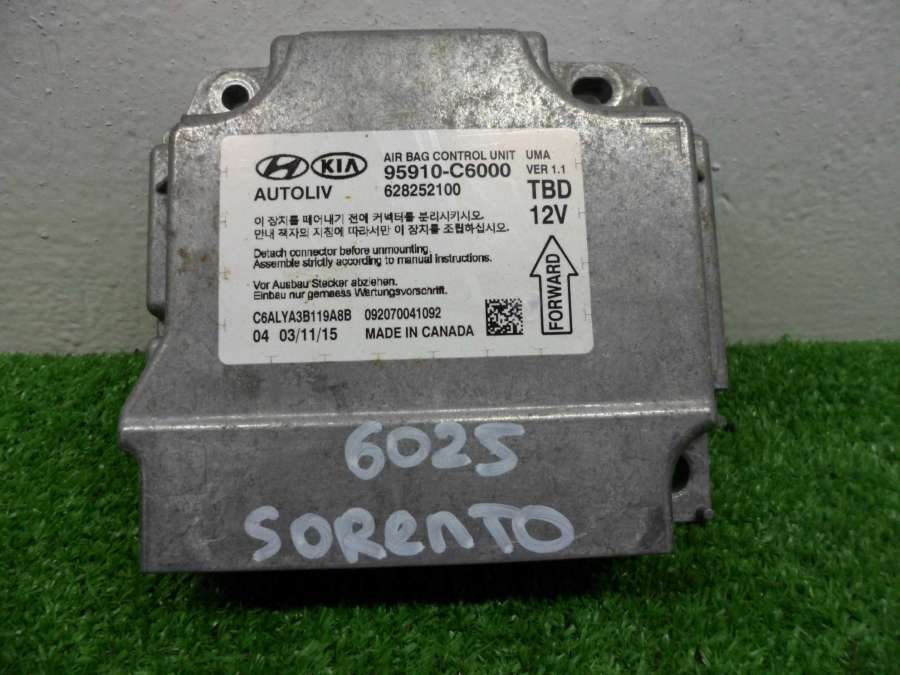 KIA AIR BAG CONTROL UNIT UMA
95910-C6000 VER 1.1
AUTOLIV 628252100 TBD
12V
이 장치를 떼어내기 전에 커넥터를 분리시키시오.
안내 책자의 지침에 따라서만 이 장치를 조립하십시오.
Detach connector before unmounting.
Assemble strictly according to manual instructions.
Vor Ausbau Stecker abziehen.
Einbau nur gemaess Wartungsvorschrift.
FORWARD
C6ALYA3B119A8B 092070041092
04 03/11/15 MADE IN CANADA
6025
SORENTO